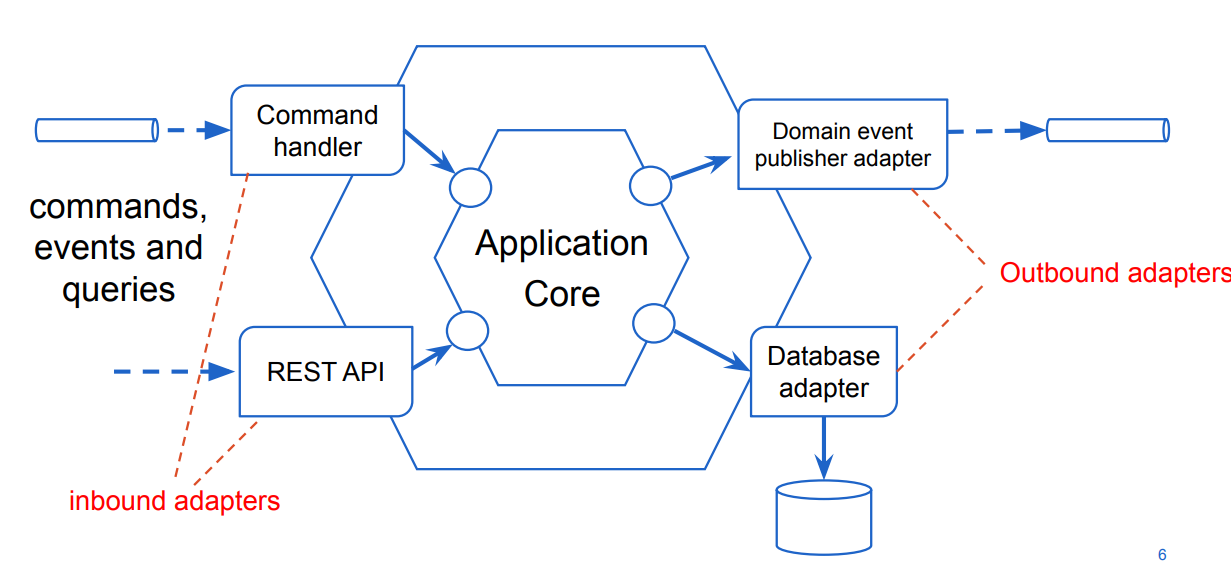 Command
handler
Domain event
publisher adapter
commands,
events and
queries
Application
Core
Outbound adapters
REST API
Database
adapter
inbound adapters
6